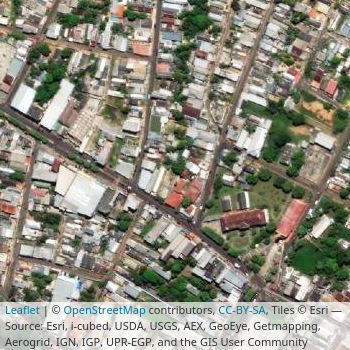 Leaflet | © OpenStreetMap contributors, CC-BY-SA, Tiles © Esri —
Source: Esri, i-cubed, USDA, USGS, AEX, GeoEye, Getmapping,
Aerogrid, IGN, IGP, UPR-EGP, and the GIS User Community